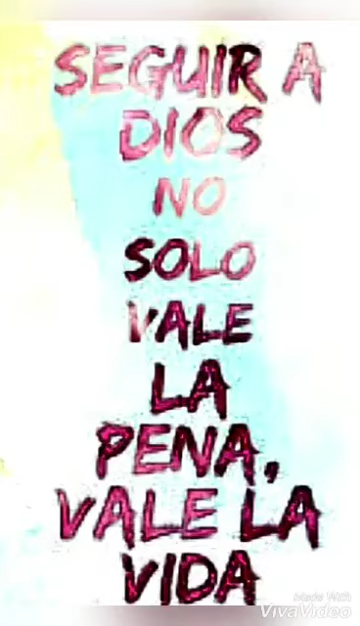 SEGUIR A
DIOS
NO
SOLO
VALE
LA
PENA,
VALE LA
VIDA
Made With
VivaVideo